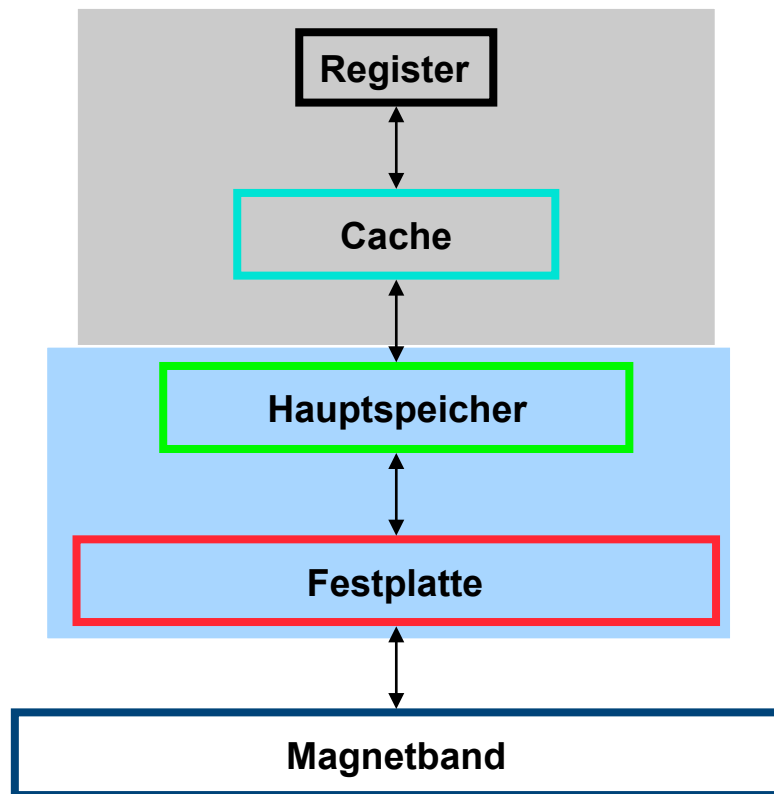 Register
Cache
Hauptspeicher
Festplatte
Magnetband